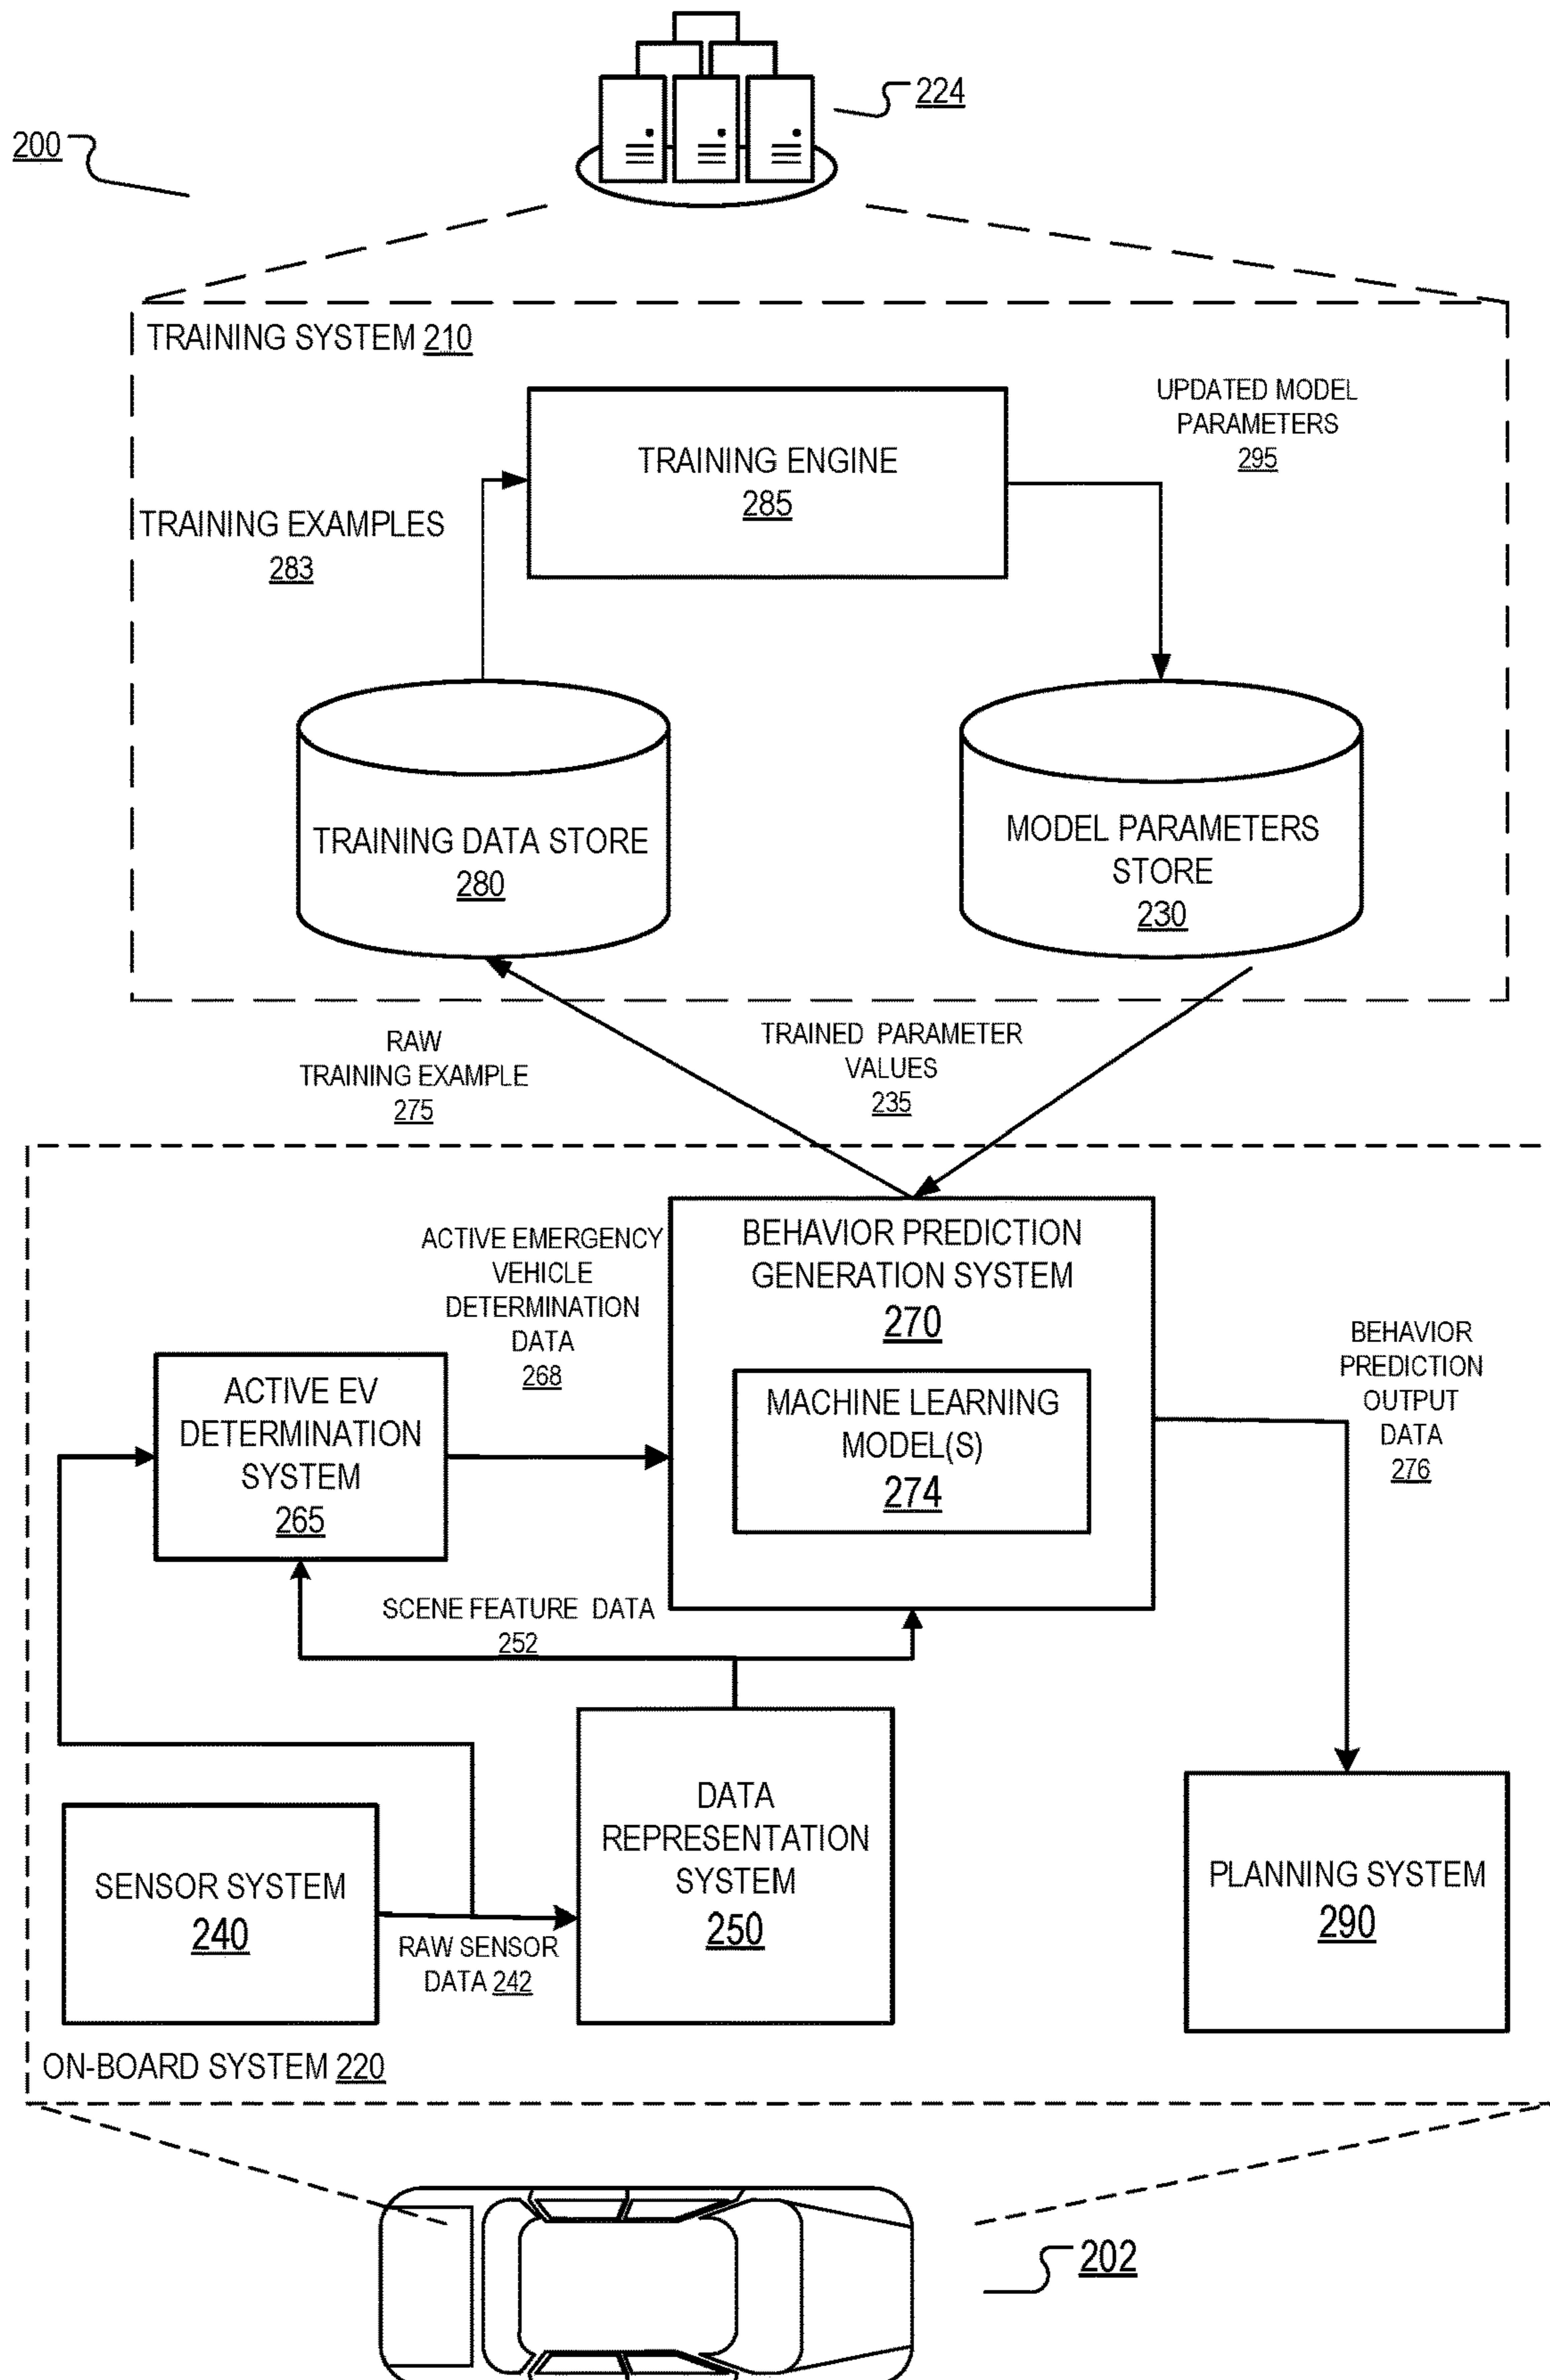 224
200
TRAINING SYSTEM 210
UPDATED MODEL
PARAMETERS
295
TRAINING ENGINE
285
TRAINING EXAMPLES
283
TRAINING DATA STORE
280
MODEL PARAMETERS
STORE
230
RAW
TRAINING EXAMPLE
275
TRAINED PARAMETER
VALUES
235
ACTIVE EMERGENCY
VEHICLE
DETERMINATION
DATA
268
BEHAVIOR PREDICTION
GENERATION SYSTEM
270
MACHINE LEARNING
MODEL(S)
274
BEHAVIOR
PREDICTION
OUTPUT
DATA
276
ACTIVE EV
DETERMINATION
SYSTEM
265
SCENE FEATURE DATA
252
DATA
REPRESENTATION
SYSTEM
250
SENSOR SYSTEM
240
RAW SENSOR
DATA 242
PLANNING SYSTEM
290
ON-BOARD SYSTEM 220
202